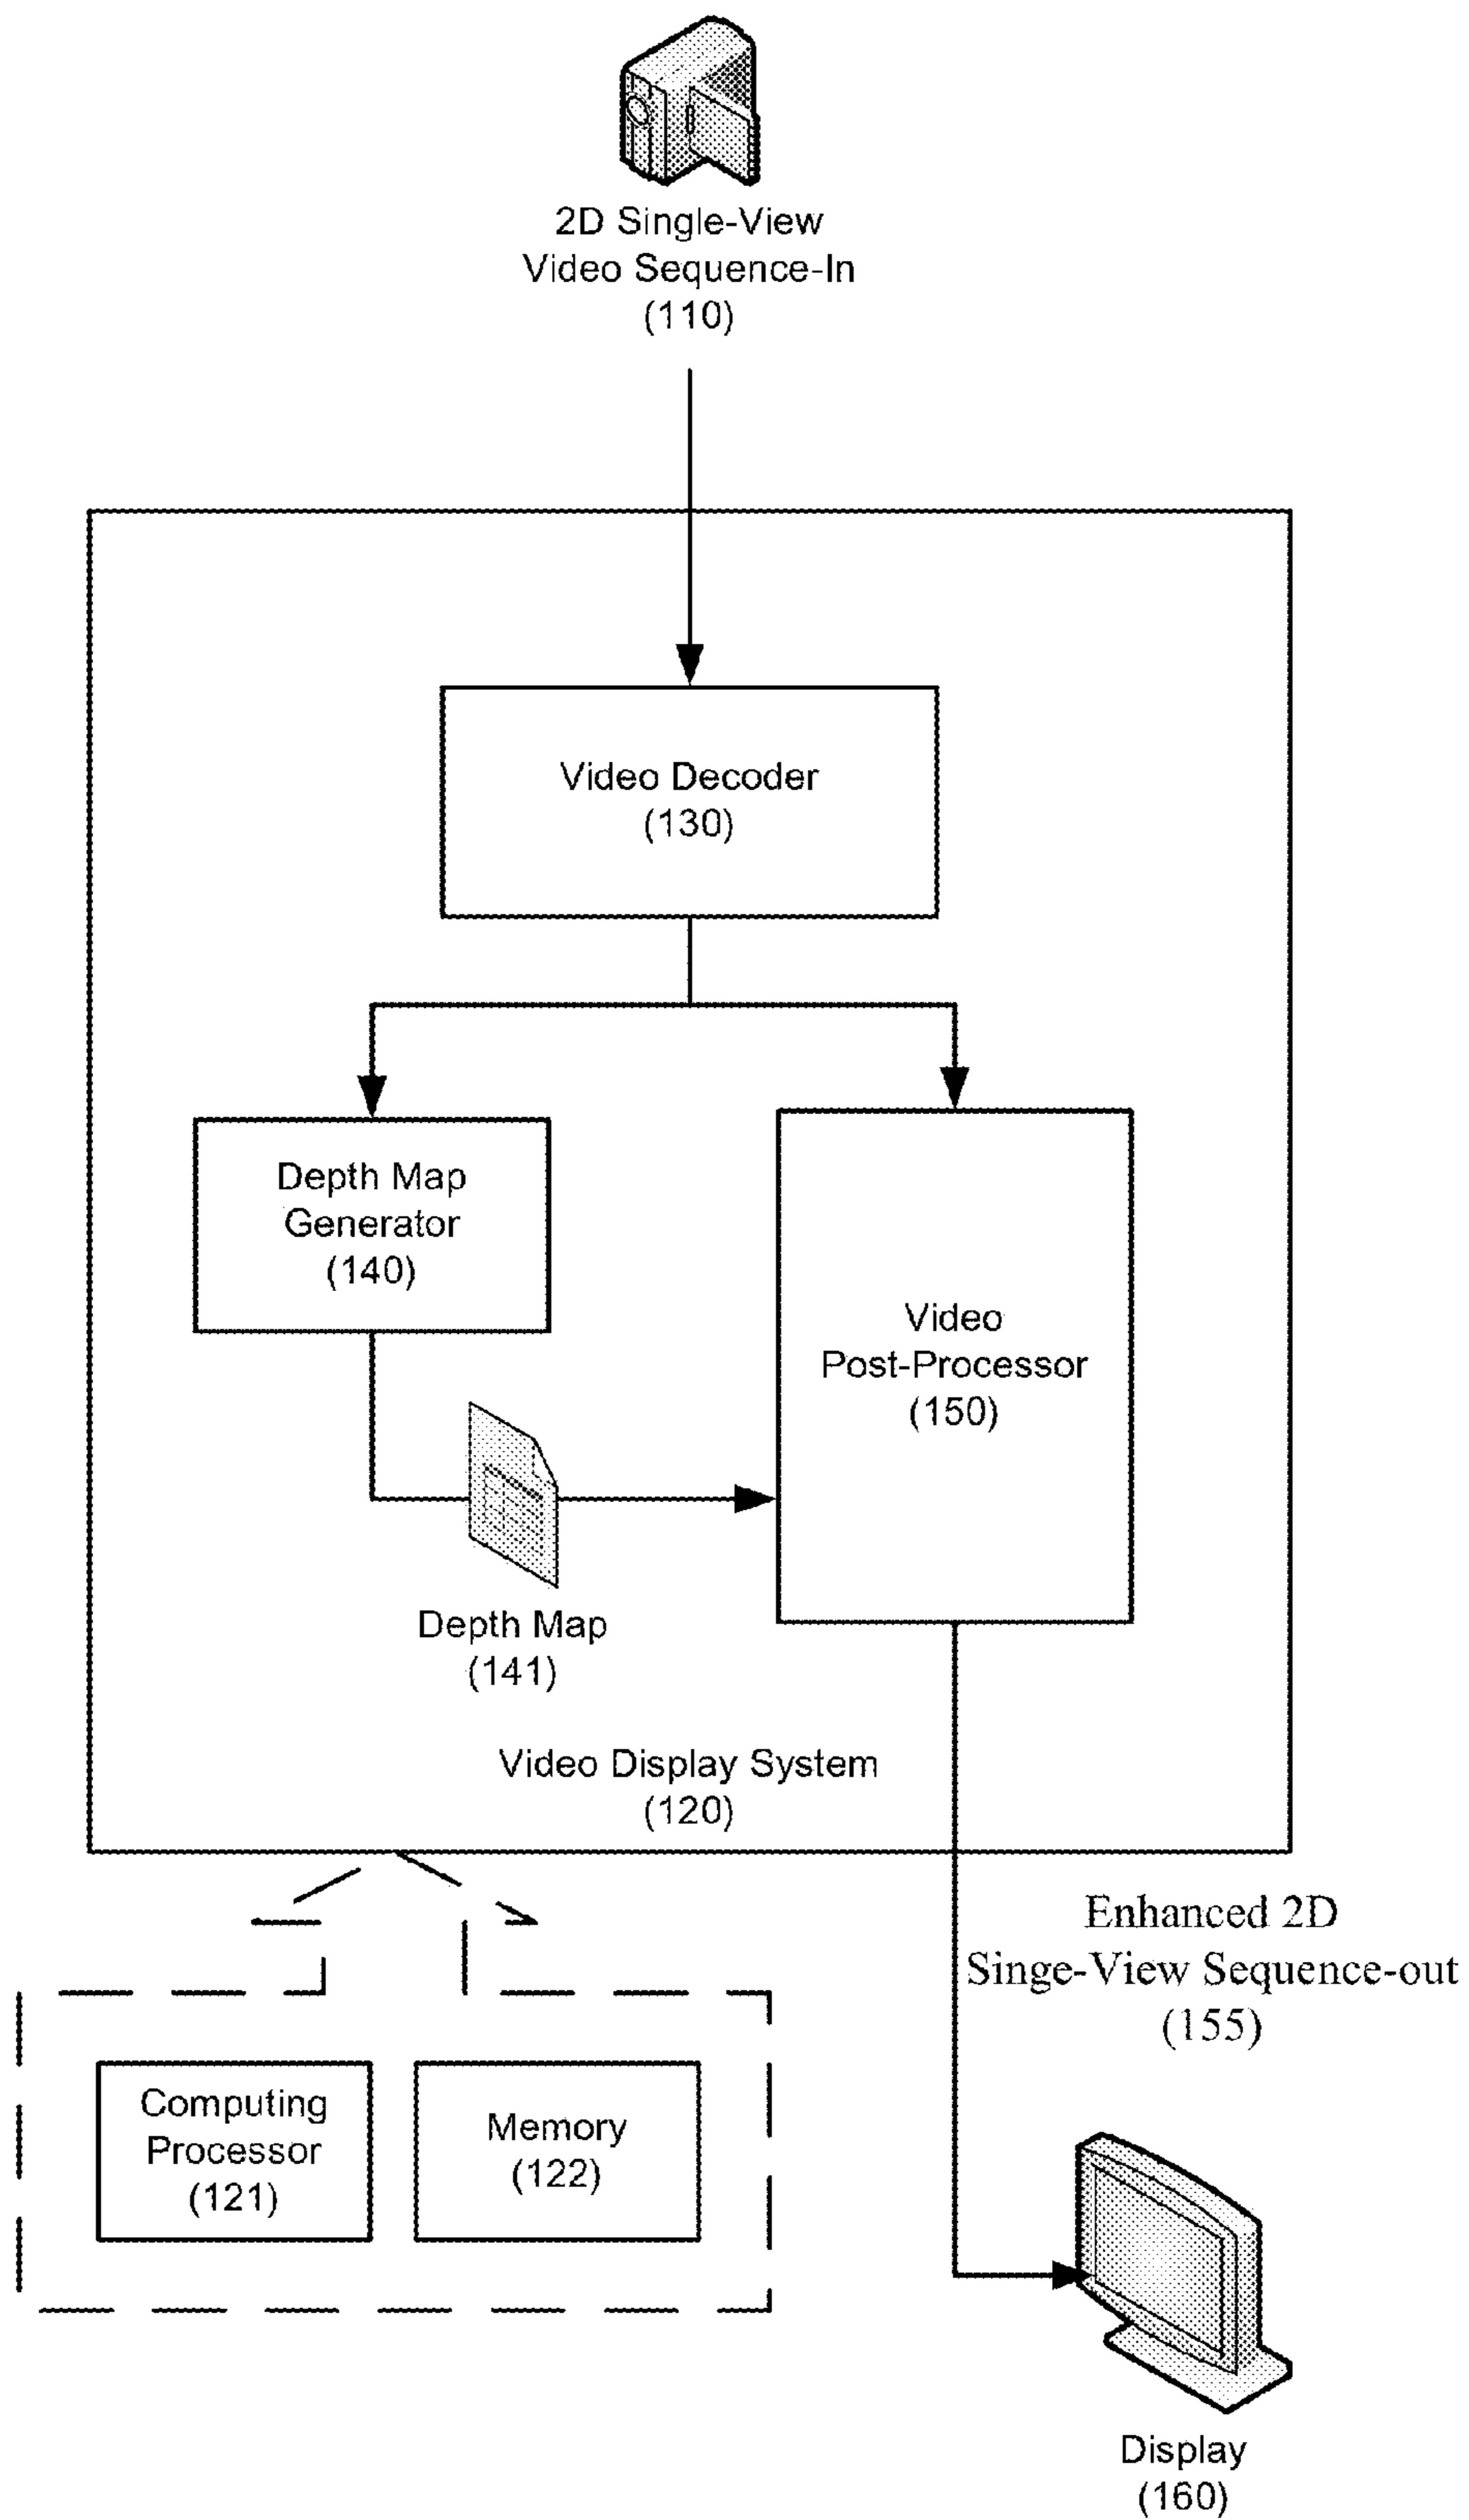 2D Single-View
Video Sequence-In
(110)
Video Decoder
(130)
Depth Map
Generator
(140)
Video
Post-Processor
(150)
Depth Map
(141)
Video Display System
(120)
Enhanced 2D
Singe-View Sequence-out
(155)
Computing
Processor
(121)
Memory
(122)
Display
(160)